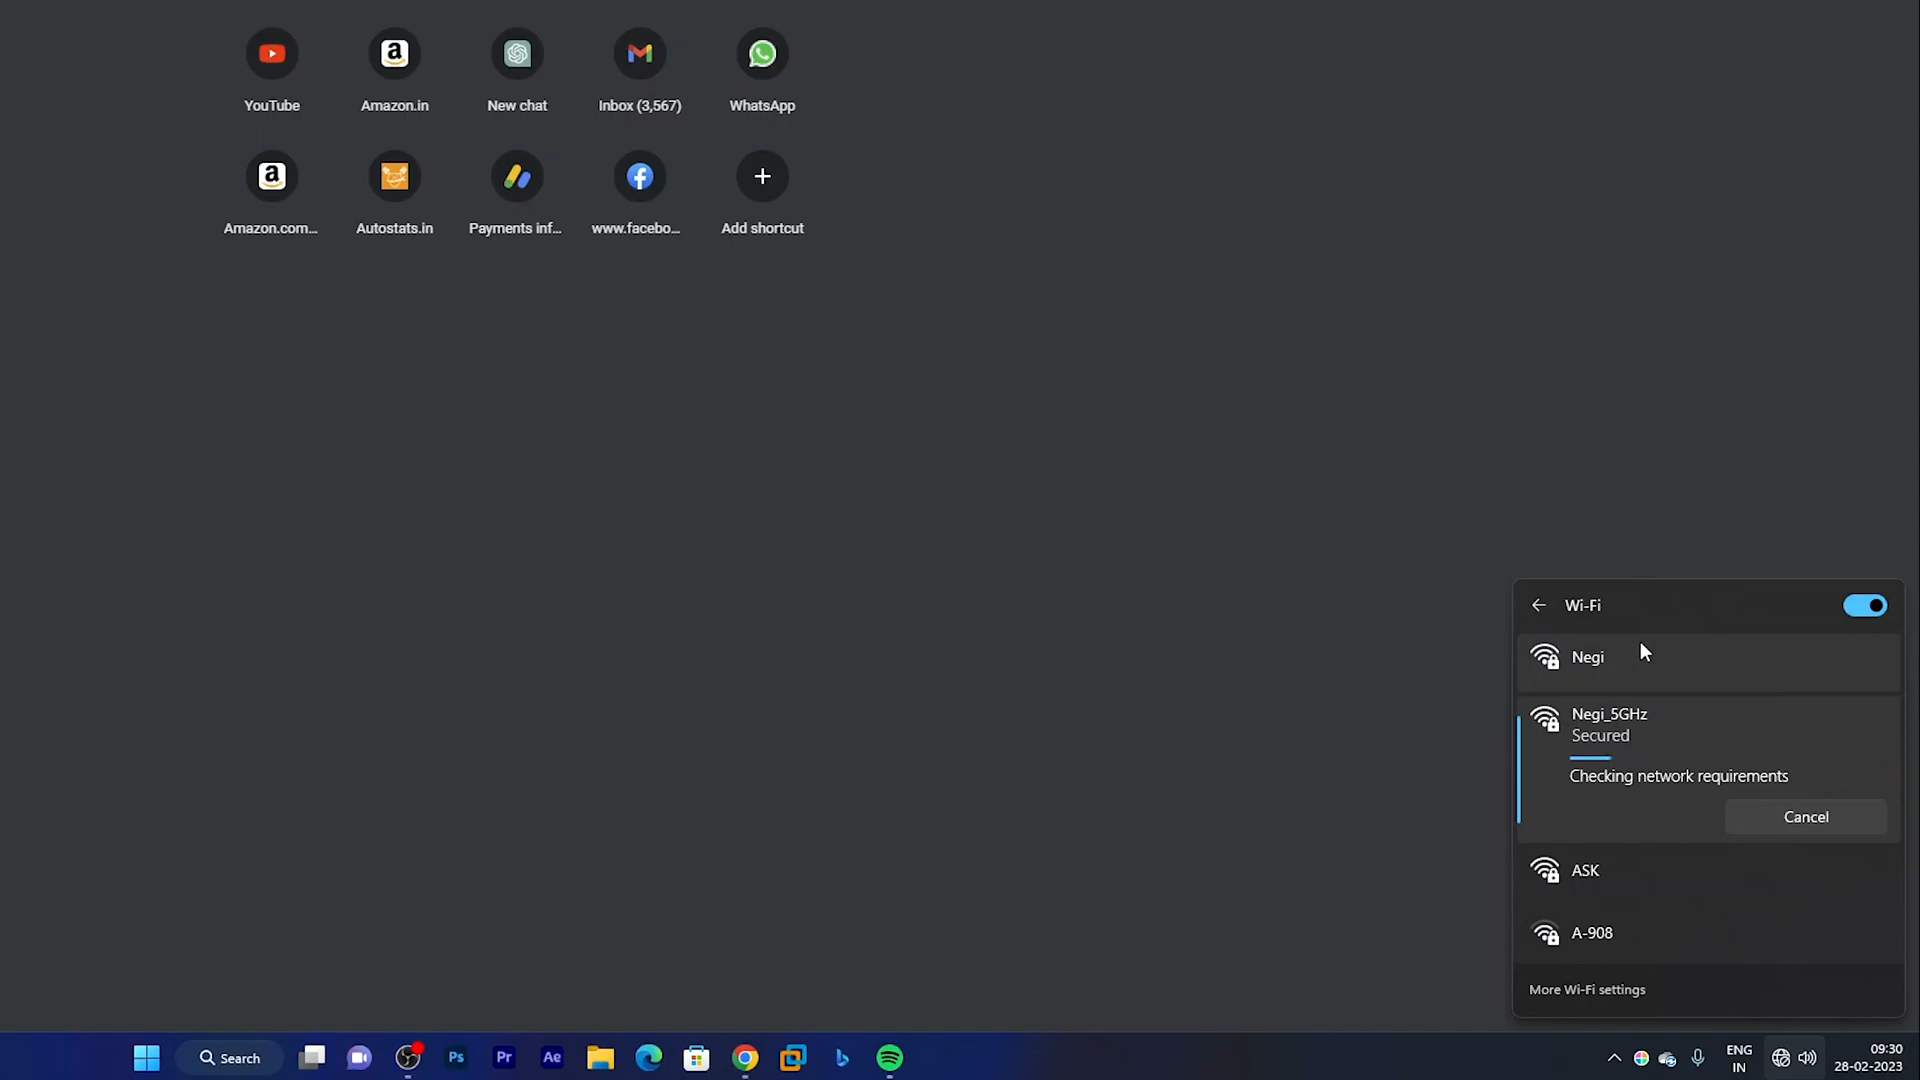 YouTube
Amazon.in
New chat
Inbox (3,567)
WhatsApp
Amazon.com...
Autostats.in
Payments inf...
www.facebo...
Add shortcut
Wi-Fi
Negi
Negi_5GHz
Secured
Checking network requirements
Cancel
ASK
A-908
More Wi-Fi settings
Search
Ps
Pr
Ae
ENG
IN
09:30
28-02-2023